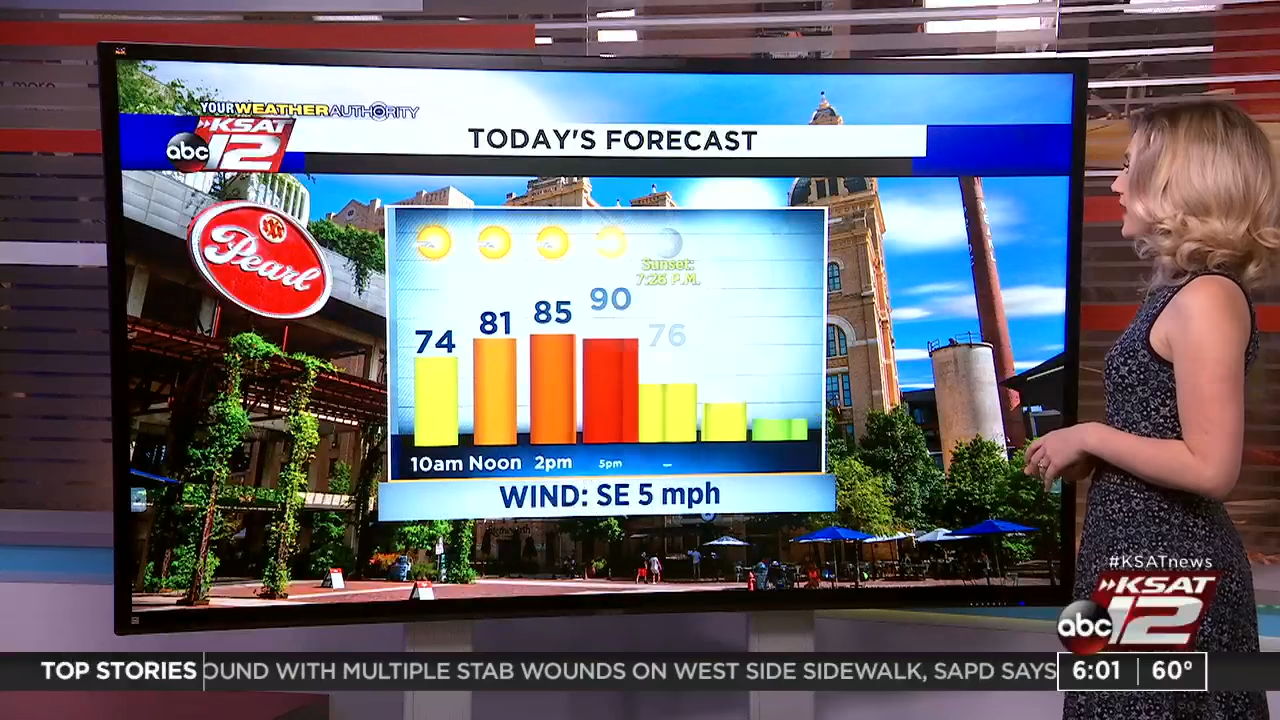 YOUR WEATHER AUTHORITY
abc KSAT 12
TODAY'S FORECAST
Pearl
Sunset:
7:26 P.M.
74 81 85 90 76
10am Noon 2pm 5pm
WIND: SE 5 mph
#KSATnews
abc KSAT 12
TOP STORIES OUND WITH MULTIPLE STAB WOUNDS ON WEST SIDE SIDEWALK, SAPD SAYS 6:01 60°